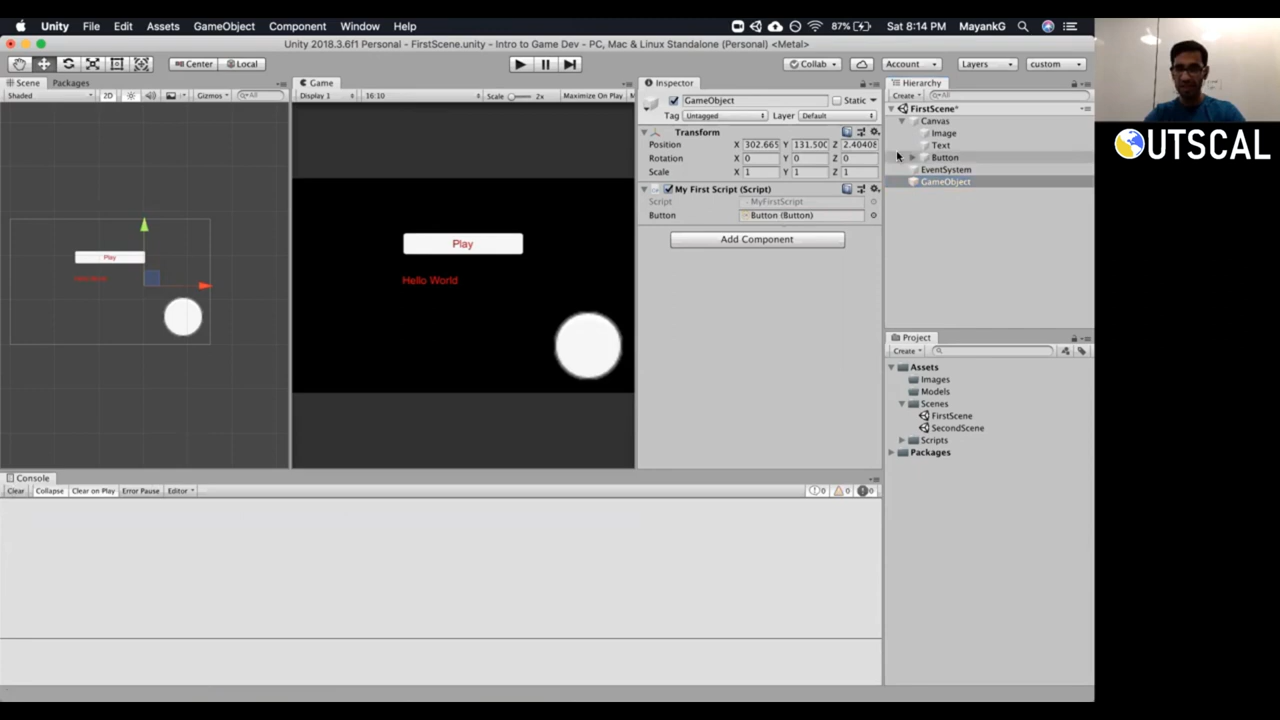 Unity File Edit Assets GameObject Component Window Help 87% Sat 8:14 PM MayankG
Unity 2018.3.6f1 Personal - FirstScene.unity - Intro to Game Dev - PC, Mac & Linux Standalone (Personal) <Metal>
Center Local Collab Account Layers custom
Scene Packages
Shaded 2D Gizmos All
Play
Game
Display 1 16:10 Scale 2x Maximize On Play M
Play
Hello World
Inspector
GameObject Static
Tag Untagged Layer Default
Transform
Position X 302.665 Y 131.500 Z 2.40408
Rotation X 0 Y 0 Z 0
Scale X 1 Y 1 Z 1
My First Script (Script)
Script MyFirstScript
Button Button (Button)
Add Component
Hierarchy
Create All
FirstScene*
Canvas
Image
Text
Button
EventSystem
GameObject
Project
Create
Assets
Images
Models
Scenes
FirstScene
SecondScene
Scripts
Packages
Console
Clear Collapse Clear on Play Error Pause Editor 0 0 0
OUTSCAL